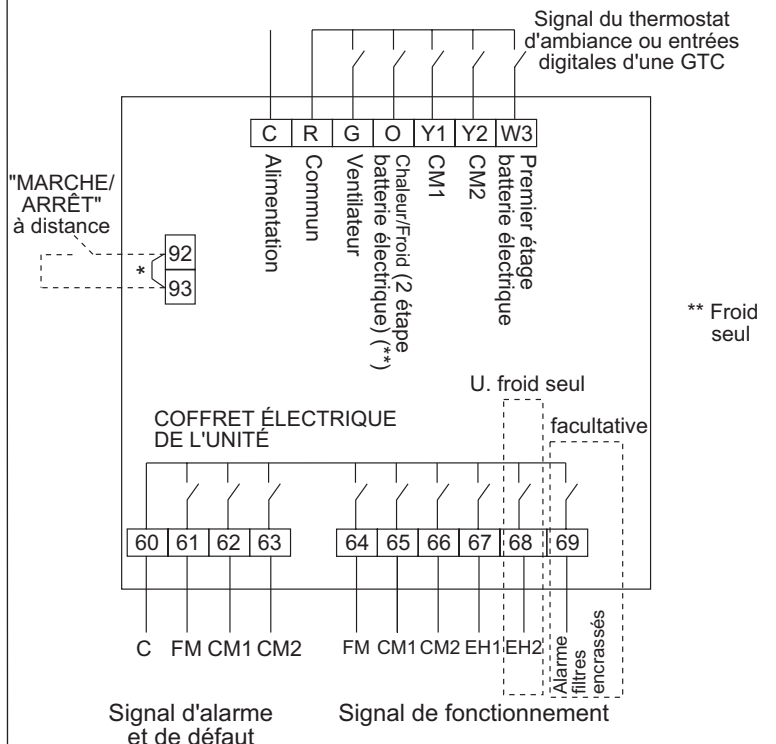 Signal du thermostat
d'ambiance ou entrées
digitales d'une GTC
C R G O Y1 Y2 W3
Alimentation
Commun
Ventilateur
Chaleur/Froid (2 étape
batterie électrique) (**)
CM1
CM2
Premier étage
batterie électrique
"MARCHE/
ARRÊT"
à distance
*
92
93
** Froid
seul
U. froid seul
facultative
COFFRET ÉLECTRIQUE
DE L'UNITÉ
60 61 62 63 64 65 66 67 68 69
C FM CM1 CM2 FM CM1 CM2 EH1 EH2
Alarme
filtres
encrassés
Signal d'alarme
et de défaut
Signal de fonctionnement